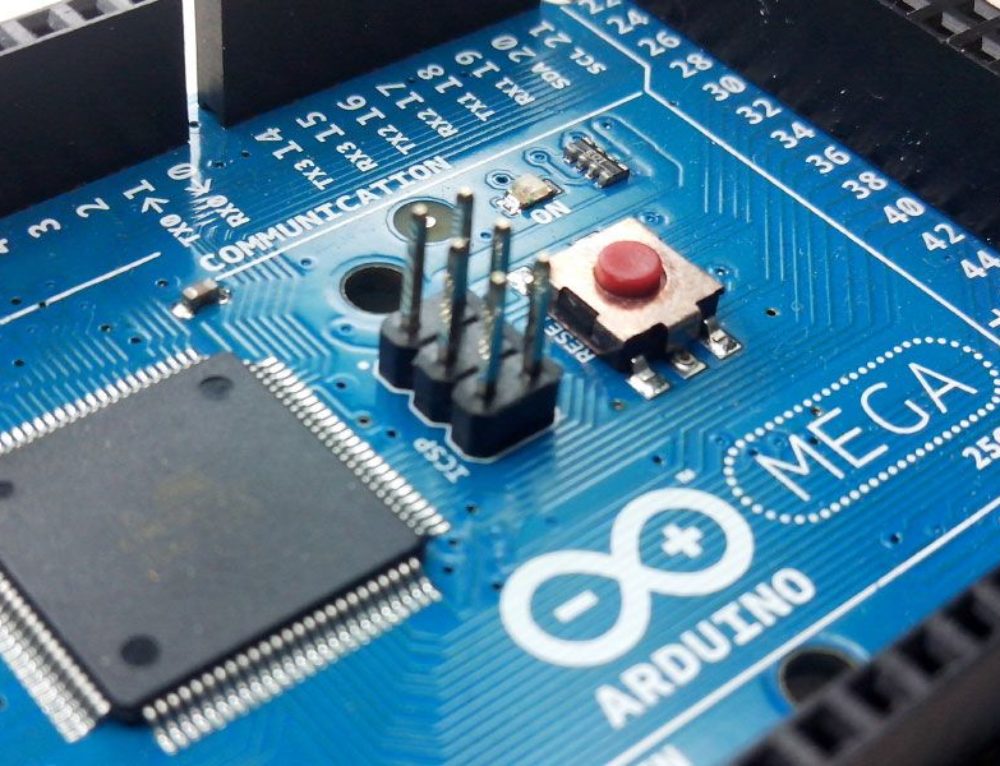 SCL 21
SDA 20
RX1 19
TX1 18
RX2 17
TX2 16
RX3 15
TX3 14
COMMUNICATION
RX0 0
TX0 1
2
3
22
24
26
28
30
32
34
36
38
40
42
44
ON
RESE
ICSP
MEGA
ARDUINO